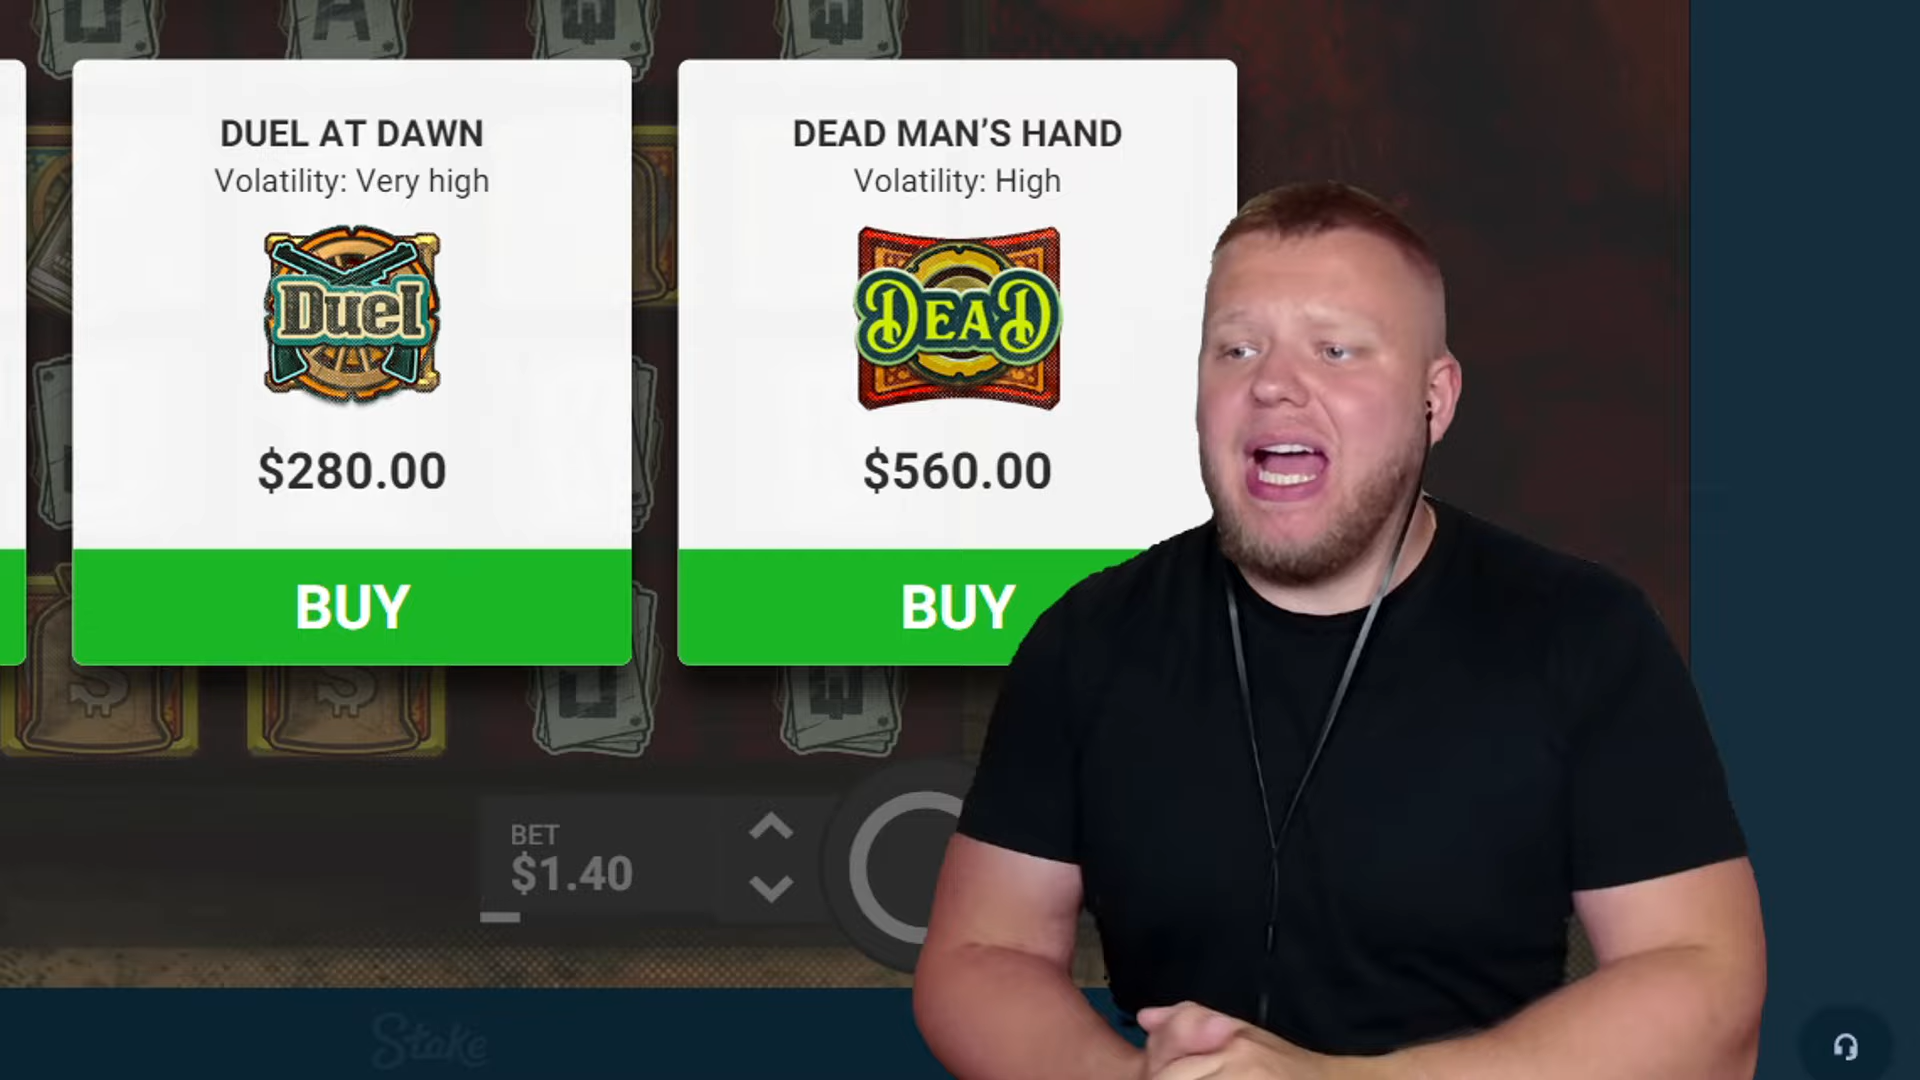 DUEL AT DAWN
Volatility: Very high
Duel
$280.00
BUY
DEAD MAN’S HAND
Volatility: High
DEAD
$560.00
BUY
BET
$1.40
Stake